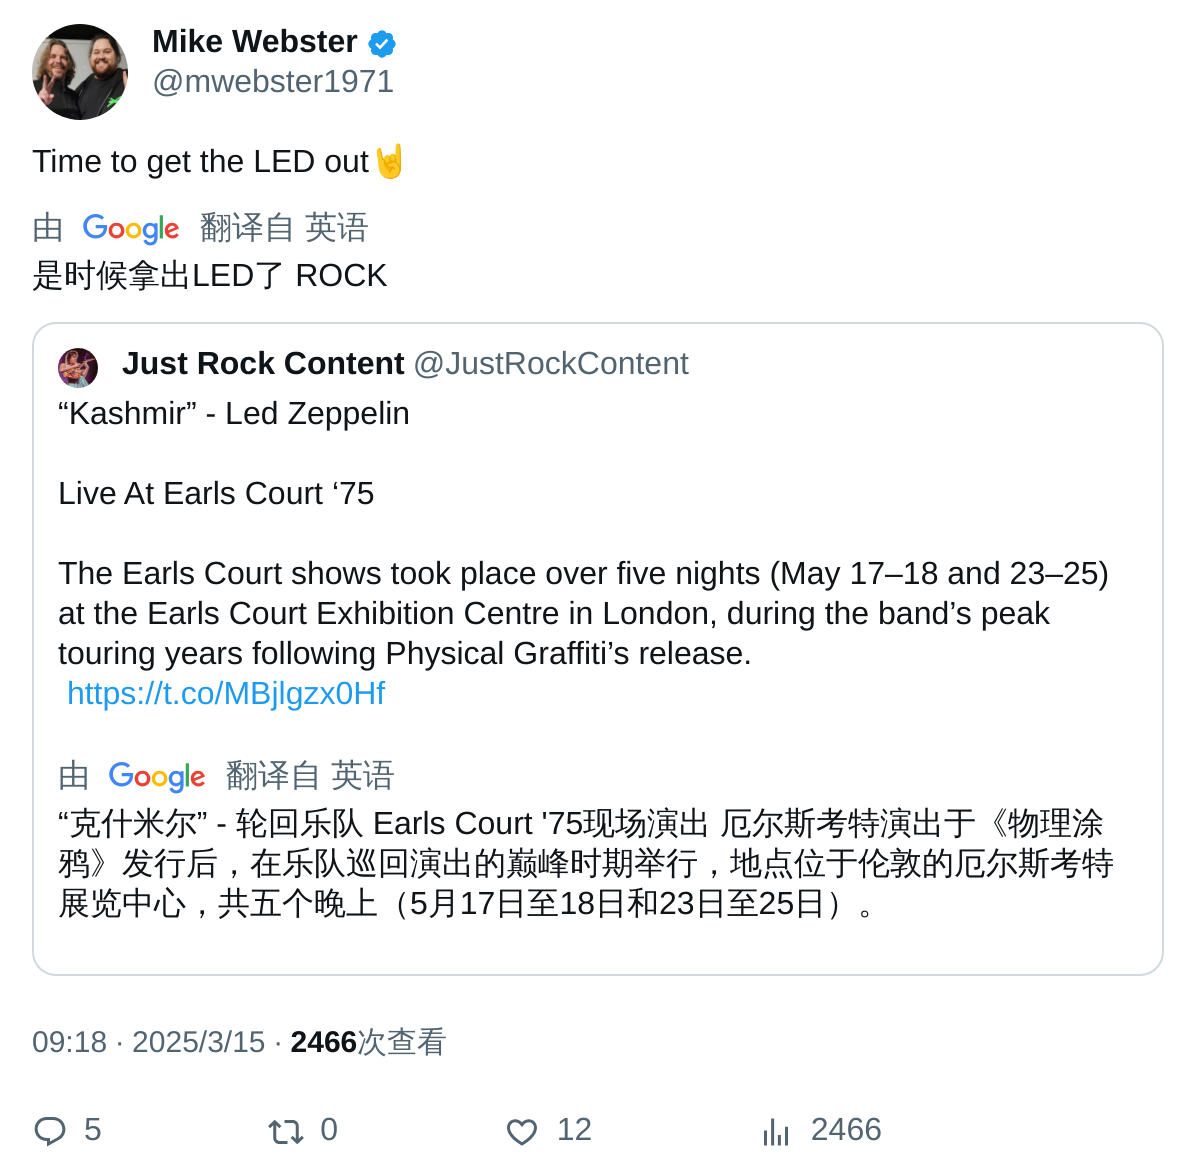 Mike Webster
@mwebster1971
Time to get the LED out🤘
由 Google 翻译自 英语
是时候拿出LED了 ROCK
Just Rock Content @JustRockContent
“Kashmir” - Led Zeppelin
Live At Earls Court ‘75
The Earls Court shows took place over five nights (May 17–18 and 23–25)
at the Earls Court Exhibition Centre in London, during the band’s peak
touring years following Physical Graffiti’s release.
https://t.co/MBjlgzx0Hf
由 Google 翻译自 英语
“克什米尔” - 轮回乐队 Earls Court '75现场演出 厄尔斯考特演出于《物理涂
鸦》发行后，在乐队巡回演出的巅峰时期举行，地点位于伦敦的厄尔斯考特
展览中心，共五个晚上（5月17日至18日和23日至25日）。
09:18 · 2025/3/15 · 2466次查看
5 0 12 2466